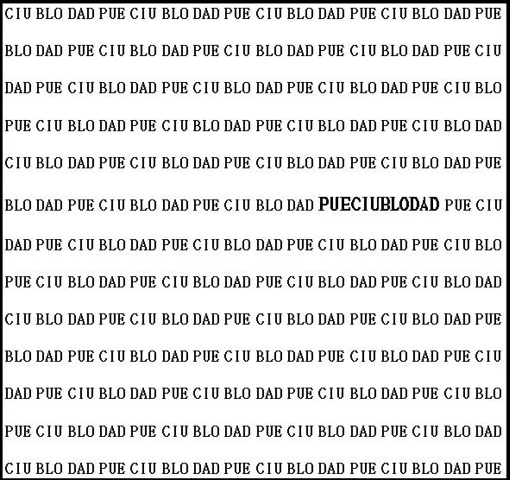 CIU BLO DAD PUE CIU BLO DAD PUE CIU BLO DAD PUE CIU BLO DAD PUE
BLO DAD PUE CIU BLO DAD PUE CIU BLO DAD PUE CIU BLO DAD PUE CIU
DAD PUE CIU BLO DAD PUE CIU BLO DAD PUE CIU BLO DAD PUE CIU BLO
PUE CIU BLO DAD PUE CIU BLO DAD PUE CIU BLO DAD PUE CIU BLO DAD
CIU BLO DAD PUE CIU BLO DAD PUE CIU BLO DAD PUE CIU BLO DAD PUE
BLO DAD PUE CIU BLO DAD PUE CIU BLO DAD PUECIUBLODAD PUE CIU
DAD PUE CIU BLO DAD PUE CIU BLO DAD PUE CIU BLO DAD PUE CIU BLO
PUE CIU BLO DAD PUE CIU BLO DAD PUE CIU BLO DAD PUE CIU BLO DAD
CIU BLO DAD PUE CIU BLO DAD PUE CIU BLO DAD PUE CIU BLO DAD PUE
BLO DAD PUE CIU BLO DAD PUE CIU BLO DAD PUE CIU BLO DAD PUE CIU
DAD PUE CIU BLO DAD PUE CIU BLO DAD PUE CIU BLO DAD PUE CIU BLO
PUE CIU BLO DAD PUE CIU BLO DAD PUE CIU BLO DAD PUE CIU BLO DAD
CIU BLO DAD PUE CIU BLO DAD PUE CIU BLO DAD PUE CIU BLO DAD PUE